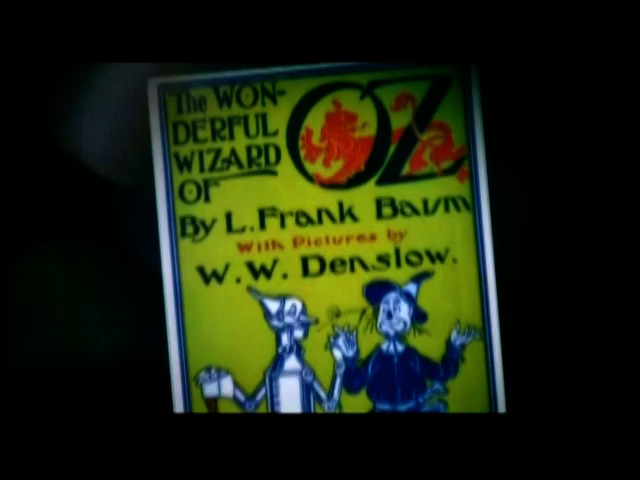 The WON-
DERFUL
WIZARD
OF
OZ
By L. Frank Baum
With Pictures by
W. W. Denslow.